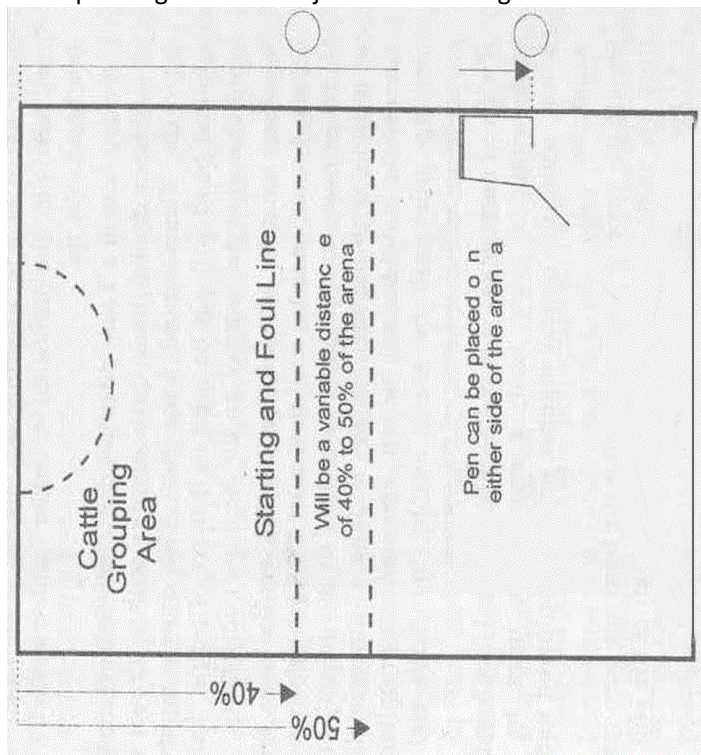 Cattle
Grouping
Area
Starting and Foul Line
Will be a variable distanc e
of 40% to 50% of the arena
Pen can be placed o n
either side of the aren a
40%
50%